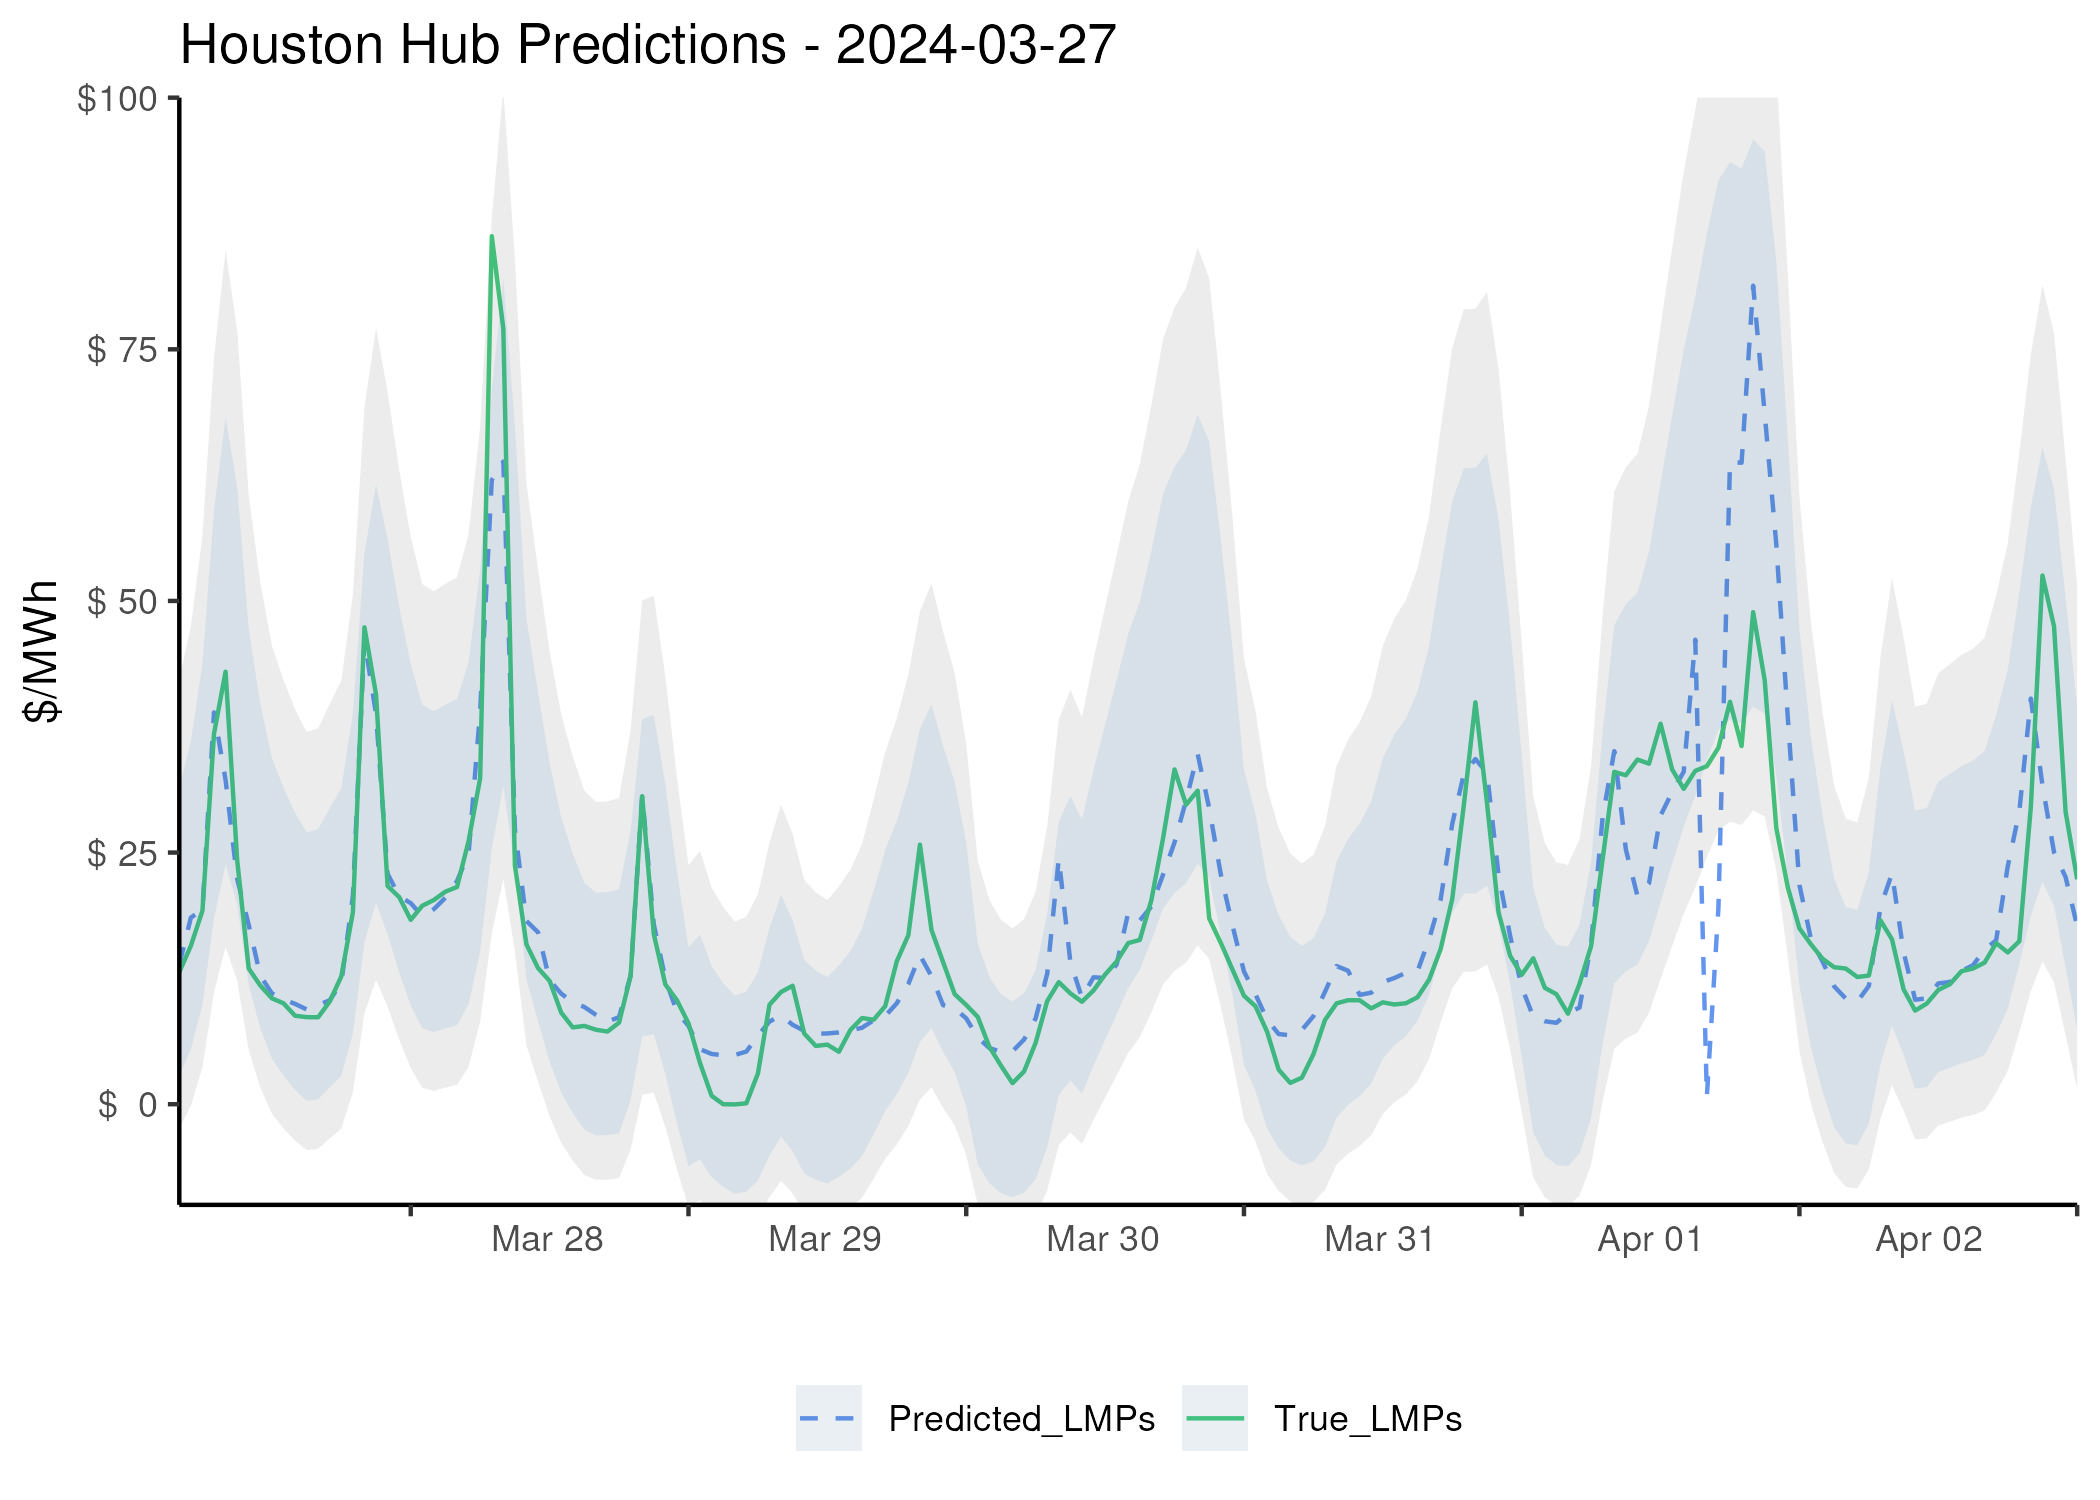 Houston Hub Predictions - 2024-03-27
$100
$ 75
$ 50
$ 25
$ 0
$/MWh
Mar 28 Mar 29 Mar 30 Mar 31 Apr 01 Apr 02
Predicted_LMPs True_LMPs